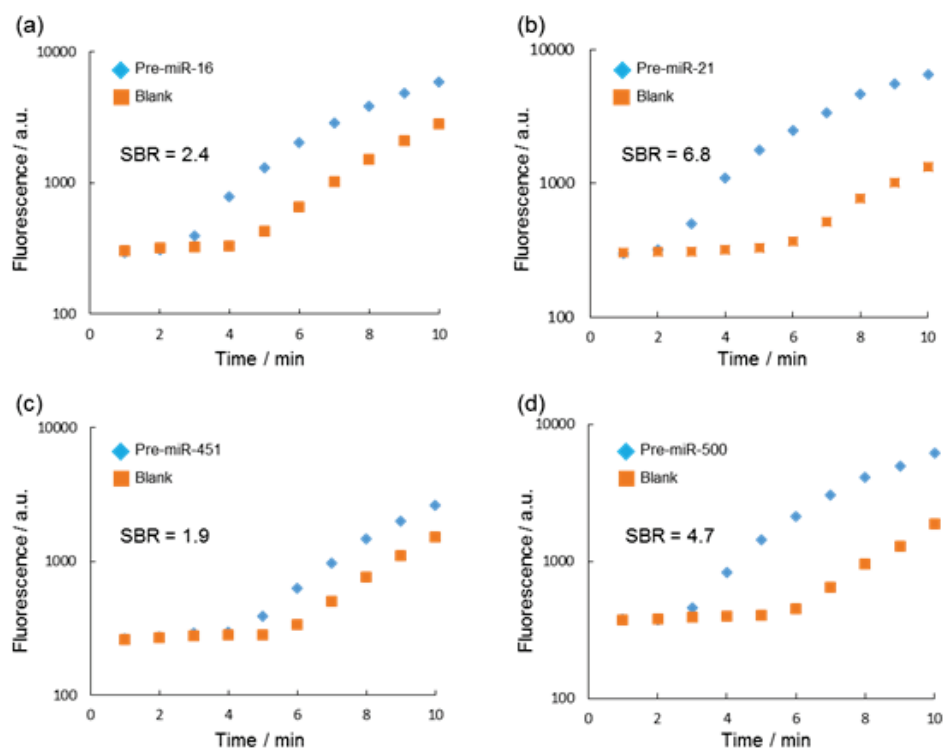 (a)
10000
Pre-miR-16
Blank
SBR = 2.4
1000
100
0 2 4 6 8 10
Fluorescence / a.u.
Time / min
(b)
10000
Pre-miR-21
Blank
SBR = 6.8
1000
100
0 2 4 6 8 10
Fluorescence / a.u.
Time / min
(c)
10000
Pre-miR-451
Blank
SBR = 1.9
1000
100
0 2 4 6 8 10
Fluorescence / a.u.
Time / min
(d)
10000
Pre-miR-500
Blank
SBR = 4.7
1000
100
0 2 4 6 8 10
Fluorescence / a.u.
Time / min